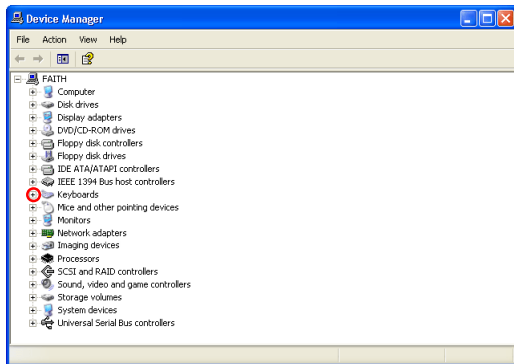 Device Manager
File Action View Help
FAITH
Computer
Disk drives
Display adapters
DVD/CD-ROM drives
Floppy disk controllers
Floppy disk drives
IDE ATA/ATAPI controllers
IEEE 1394 Bus host controllers
Keyboards
Mice and other pointing devices
Monitors
Network adapters
Imaging devices
Processors
SCSI and RAID controllers
Sound, video and game controllers
Storage volumes
System devices
Universal Serial Bus controllers